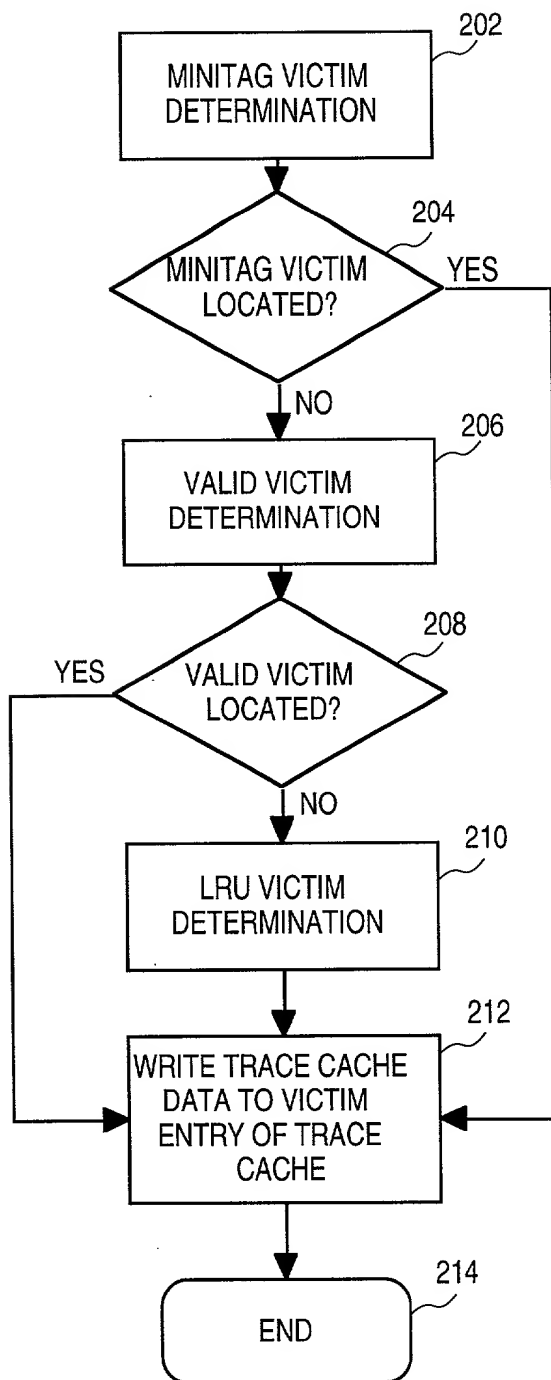 202
MINITAG VICTIM
DETERMINATION
204
MINITAG VICTIM
LOCATED?
YES
NO
206
VALID VICTIM
DETERMINATION
208
YES
VALID VICTIM
LOCATED?
NO
210
LRU VICTIM
DETERMINATION
212
WRITE TRACE CACHE
DATA TO VICTIM
ENTRY OF TRACE
CACHE
214
END